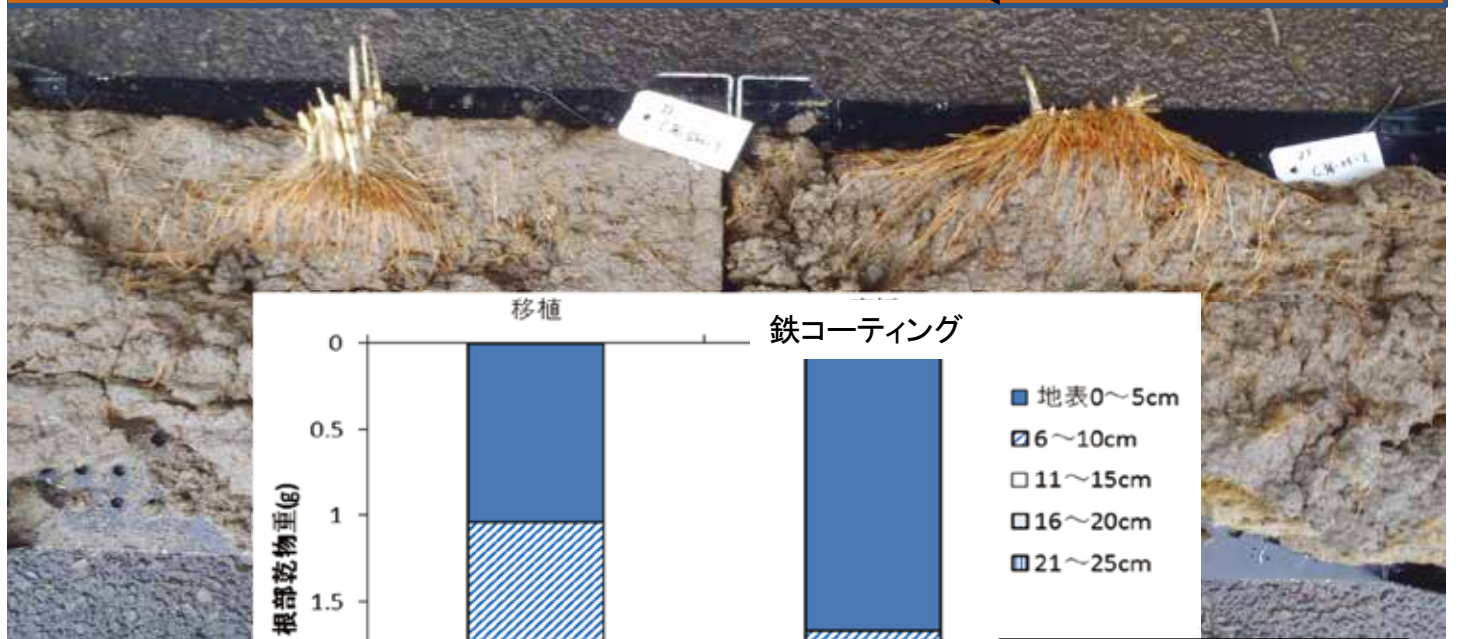 移植
鉄コーティング
0
0.5
1
1.5
根部乾物重(g)
地表0～5cm
6～10cm
11～15cm
16～20cm
21～25cm